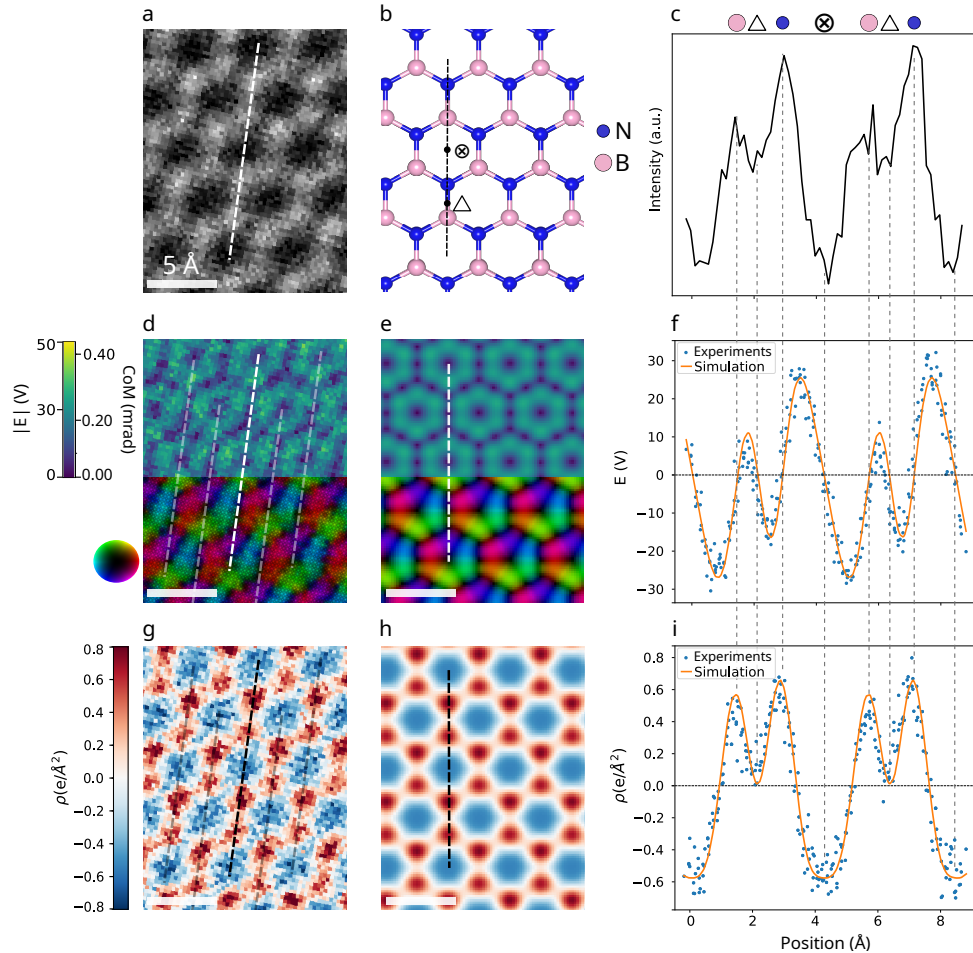 a
b
c
5 Å
N
B
Intensity (a.u.)
d
e
f
50
30
0
|E| (V)
0.40
0.20
0.00
CoM (mrad)
Experiments
Simulation
30
20
10
0
−10
−20
−30
E (V)
g
h
i
0.8
0.6
0.4
0.2
0.0
−0.2
−0.4
−0.6
−0.8
ρ(e/Å²)
Experiments
Simulation
0.8
0.6
0.4
0.2
0.0
−0.2
−0.4
−0.6
ρ(e/Å²)
0 2 4 6 8
Position (Å)